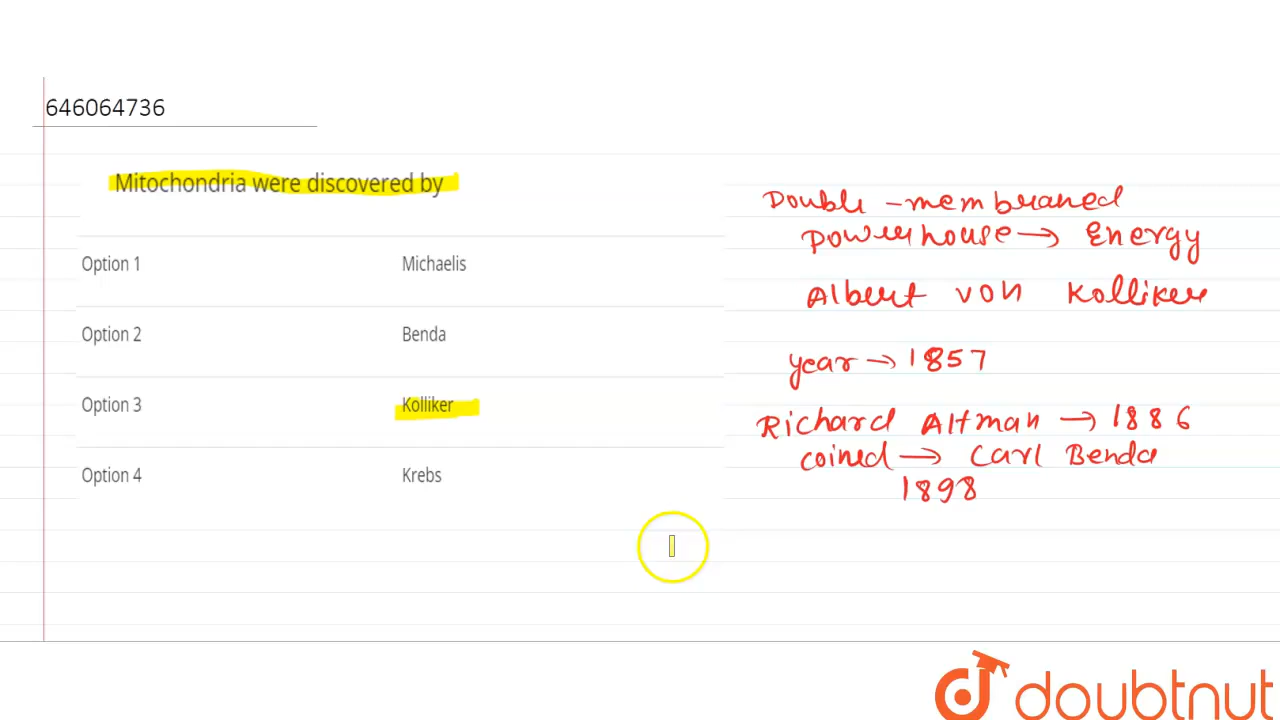 646064736
Mitochondria were discovered by
Option 1 Michaelis
Option 2 Benda
Option 3 Kolliker
Option 4 Krebs
Double-membraned
Powerhouse → Energy
Albert von Kolliker
year → 1857
Richard Altman → 1886
coined → Carl Benda
1898
doubtnut